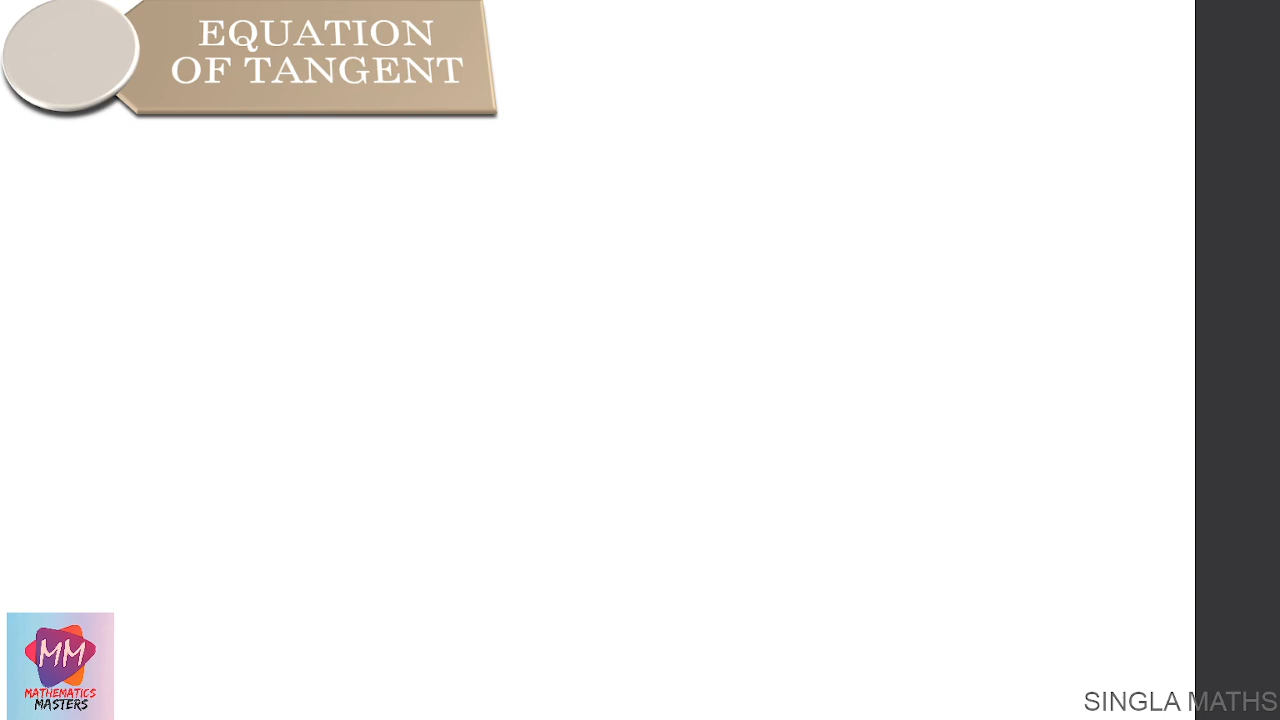 EQUATION
OF TANGENT
MM
MATHEMATICS
MASTERS
SINGLA MATHS